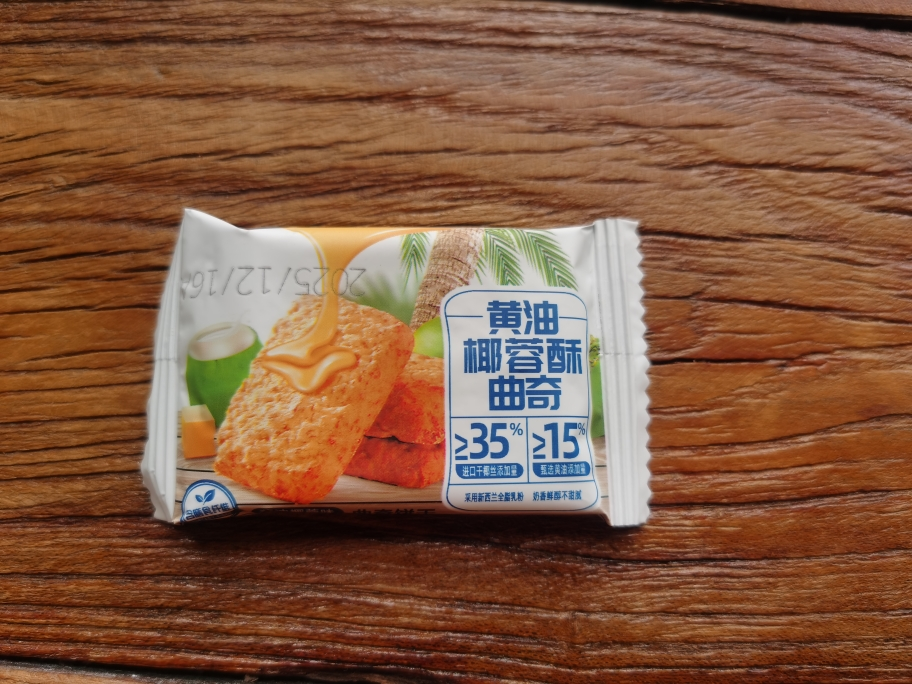 2025/12/16
黄油
椰蓉酥
曲奇
≥35%
进口干椰丝添加量
≥15%
甄选黄油添加量
采用新西兰全脂乳粉 奶香鲜醇不甜腻